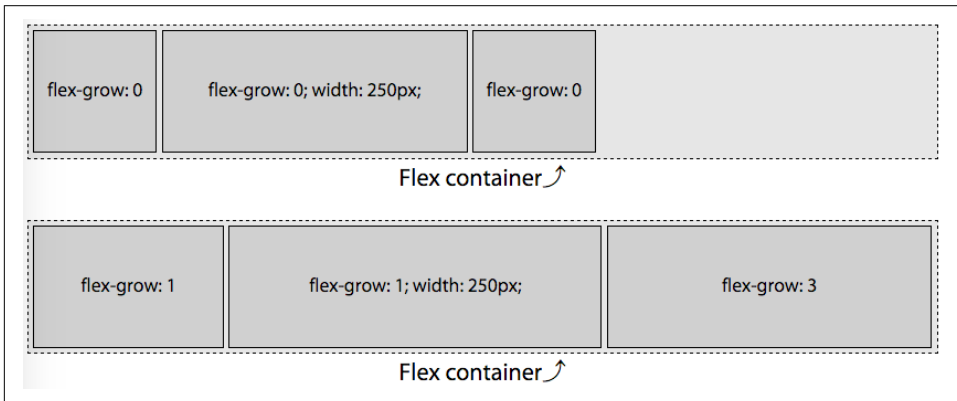 flex-grow: 0
flex-grow: 0; width: 250px;
flex-grow: 0
Flex container
flex-grow: 1
flex-grow: 1; width: 250px;
flex-grow: 3
Flex container